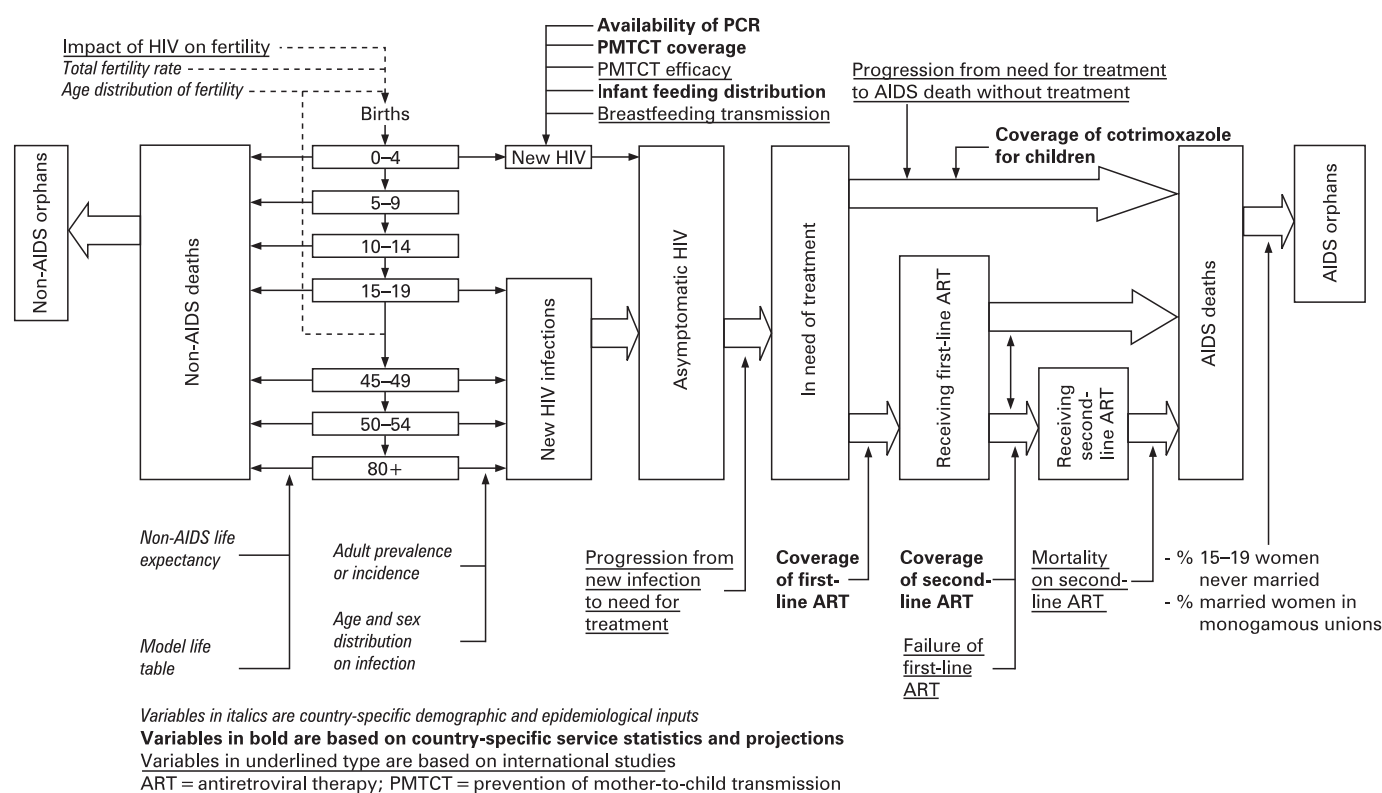 Impact of HIV on fertility
Total fertility rate
Age distribution of fertility
Births
Availability of PCR
PMTCT coverage
PMTCT efficacy
Infant feeding distribution
Breastfeeding transmission
Progression from need for treatment
to AIDS death without treatment
Coverage of cotrimoxazole
for children
Non-AIDS orphans
Non-AIDS deaths
0–4
5–9
10–14
15–19
45–49
50–54
80+
New HIV
New HIV infections
Asymptomatic HIV
In need of treatment
Receiving first-line ART
Receiving
second-
line ART
AIDS deaths
AIDS orphans
Non-AIDS life
expectancy
Model life
table
Adult prevalence
or incidence
Age and sex
distribution
on infection
Progression from
new infection
to need for
treatment
Coverage
of first-
line ART
Coverage
of second-
line ART
Failure of
first-line
ART
Mortality
on second-
line ART
- % 15–19 women
never married
- % married women in
monogamous unions
Variables in italics are country-specific demographic and epidemiological inputs
Variables in bold are based on country-specific service statistics and projections
Variables in underlined type are based on international studies
ART = antiretroviral therapy; PMTCT = prevention of mother-to-child transmission